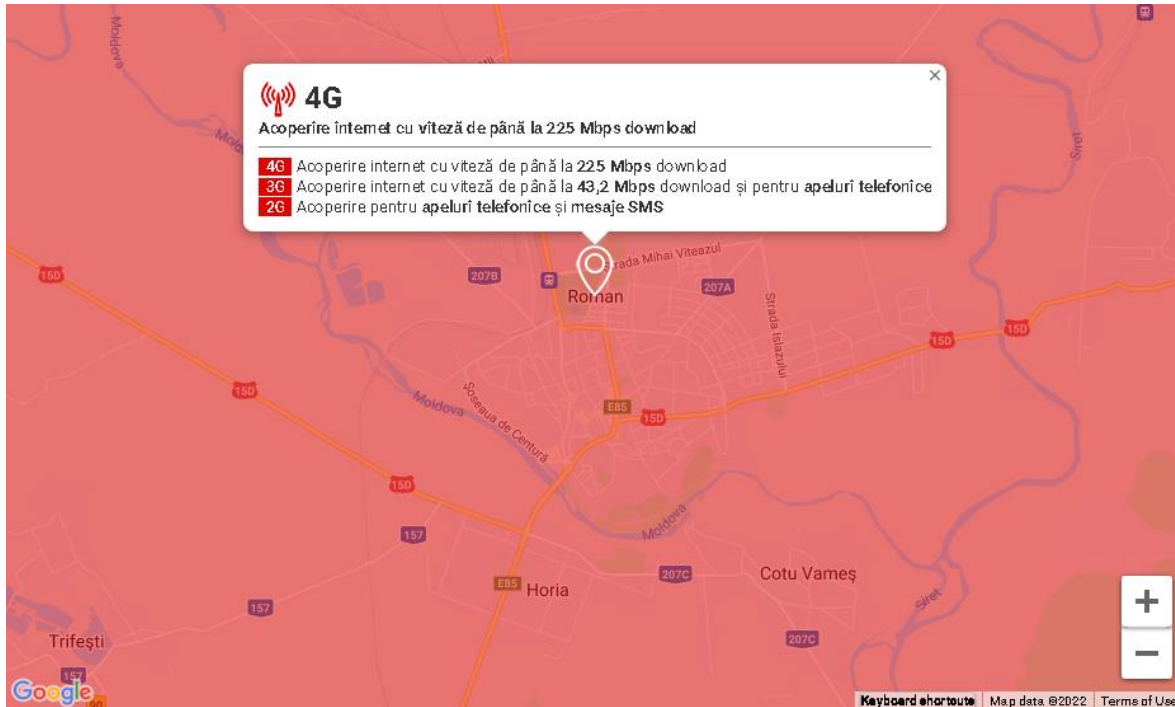 Moldova
Siret
×
4G
Acoperire internet cu viteză de până la 225 Mbps download
4G Acoperire internet cu viteză de până la 225 Mbps download
3G Acoperire internet cu viteză de până la 43,2 Mbps download și pentru apeluri telefonice
2G Acoperire pentru apeluri telefonice și mesaje SMS
Strada Mihai Viteazul
15D
207B
207A
Roman
Strada Islazului
15D
15D
15D
Moldova
Șoseaua de Centură
E85
15D
15D
Moldova
157
207C
Cotu Vameș
E85
Horia
157
Siret
207C
Trifești
157
Google
Keyboard shortcuts
Map data ©2022
Terms of Use
+
−